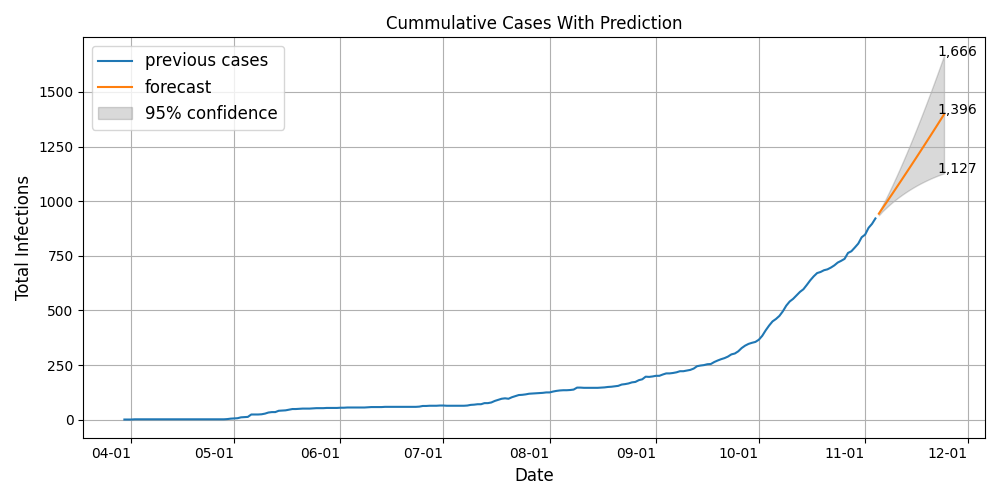 Cummulative Cases With Prediction
previous cases
forecast
95% confidence
1,666
1,396
1,127
Total Infections
1500
1250
1000
750
500
250
0
04-01 05-01 06-01 07-01 08-01 09-01 10-01 11-01 12-01
Date